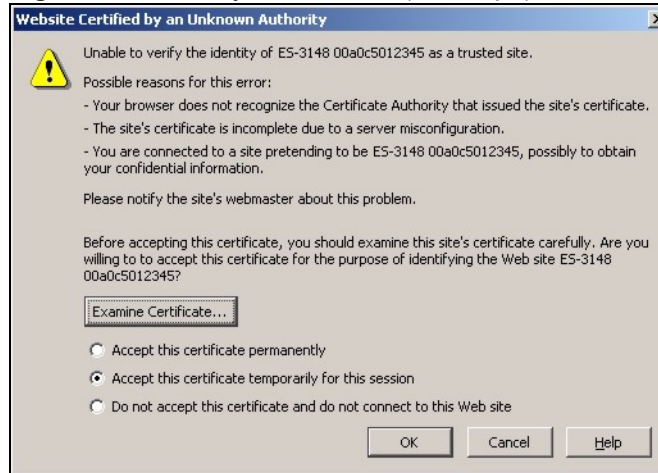 Website Certified by an Unknown Authority
Unable to verify the identity of ES-3148 00a0c5012345 as a trusted site.
Possible reasons for this error:
- Your browser does not recognize the Certificate Authority that issued the site's certificate.
- The site's certificate is incomplete due to a server misconfiguration.
- You are connected to a site pretending to be ES-3148 00a0c5012345, possibly to obtain
your confidential information.
Please notify the site's webmaster about this problem.
Before accepting this certificate, you should examine this site's certificate carefully. Are you
willing to to accept this certificate for the purpose of identifying the Web site ES-3148
00a0c5012345?
Examine Certificate...
Accept this certificate permanently
Accept this certificate temporarily for this session
Do not accept this certificate and do not connect to this Web site
OK Cancel Help